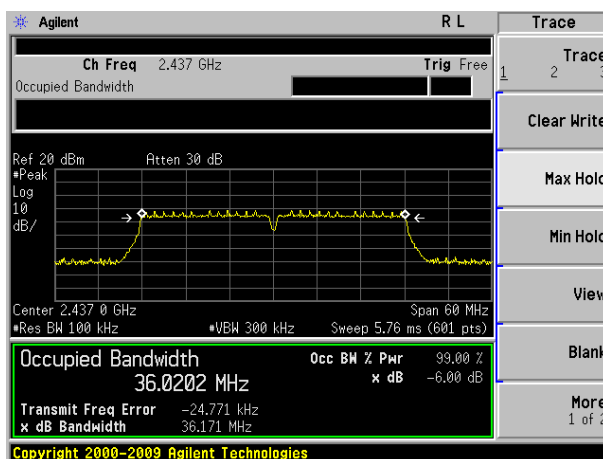 Agilent R L Trace
Ch Freq 2.437 GHz Trig Free
Occupied Bandwidth
Trace
1 2 3
Clear Write
Max Hold
Min Hold
View
Blank
More
1 of 2
Ref 20 dBm Atten 30 dB
#Peak
Log
10
dB/
Center 2.437 0 GHz Span 60 MHz
#Res BW 100 kHz #VBW 300 kHz Sweep 5.76 ms (601 pts)
Occupied Bandwidth Occ BW % Pwr 99.00 %
36.0202 MHz x dB -6.00 dB
Transmit Freq Error -24.771 kHz
x dB Bandwidth 36.171 MHz
Copyright 2000-2009 Agilent Technologies